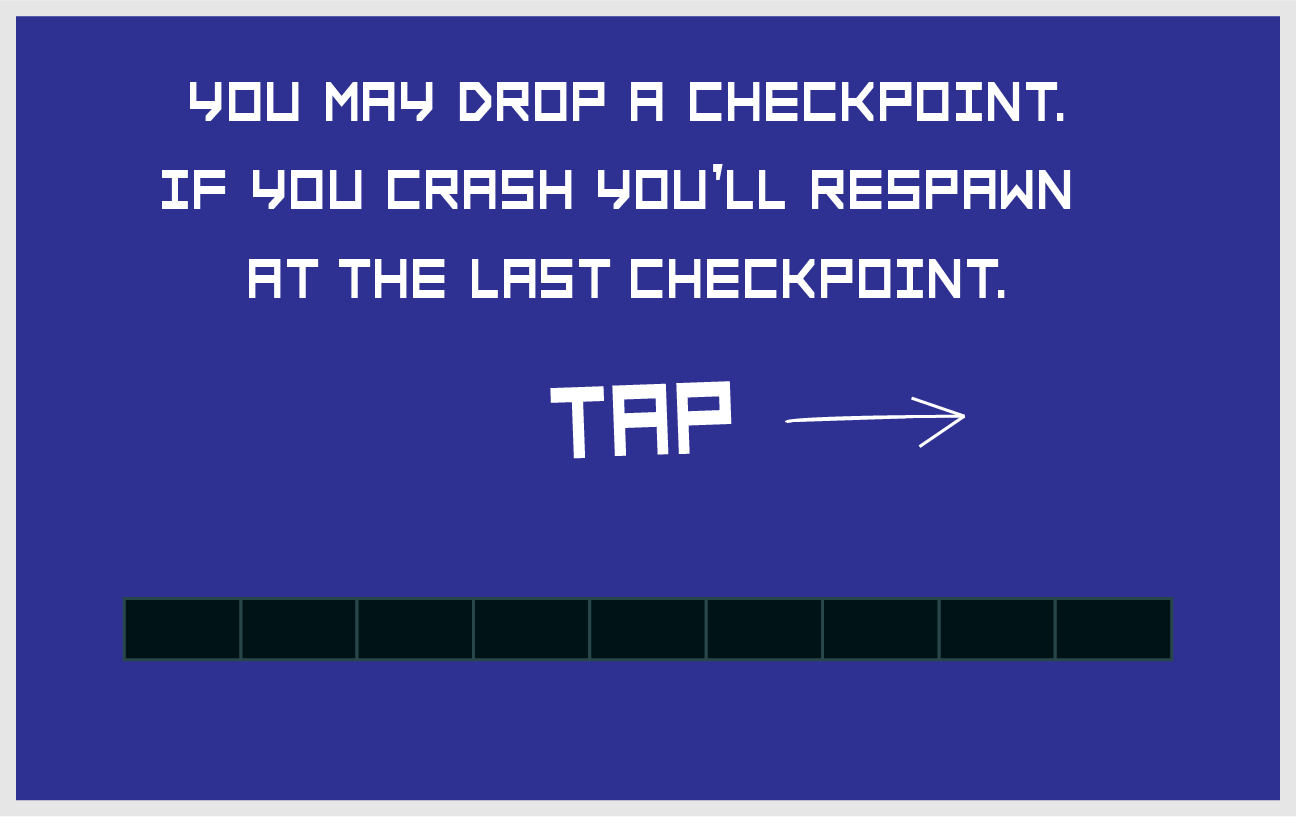 YOU MAY DROP A CHECKPOINT.
IF YOU CRASH YOU'LL RESPAWN
AT THE LAST CHECKPOINT.
TAP